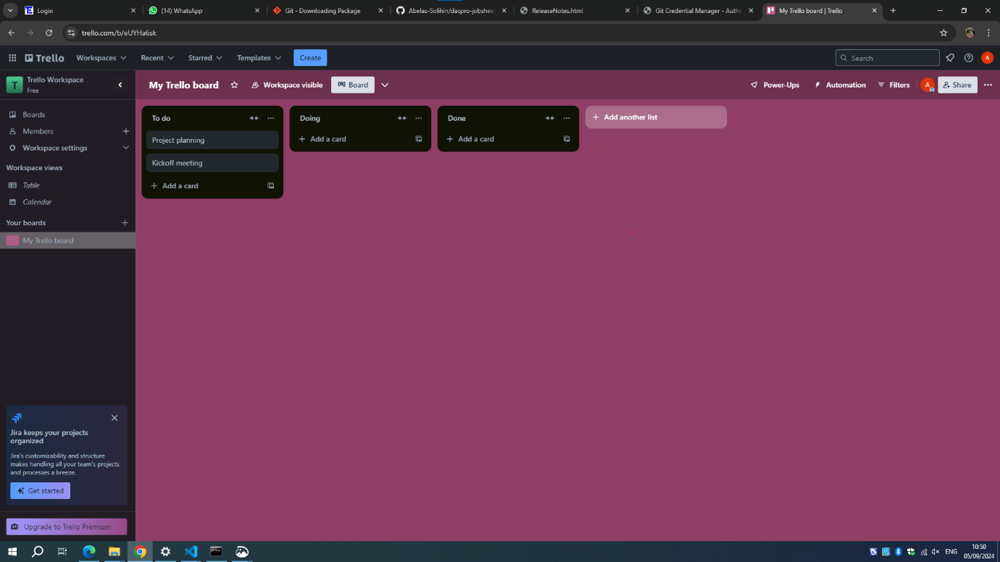 Login
(14) WhatsApp
Git - Downloading Package
Abelas-Solihin/daspro-jobshee
ReleaseNotes.html
Git Credential Manager - Authe
My Trello board | Trello
trello.com/b/eUYHa6sk
Trello
Workspaces
Recent
Starred
Templates
Create
Search
A
T
Trello Workspace
Free
My Trello board
Workspace visible
Board
Power-Ups
Automation
Filters
A
Share
Boards
Members
Workspace settings
Workspace views
Table
Calendar
Your boards
My Trello board
To do
Project planning
Kickoff meeting
Add a card
Doing
Add a card
Done
Add a card
Add another list
Jira keeps your projects
organized
Jira's customizability and structure
makes handling all your team's projects
and processes a breeze.
Get started
Upgrade to Trello Premium
ENG
10:50
05/09/2024